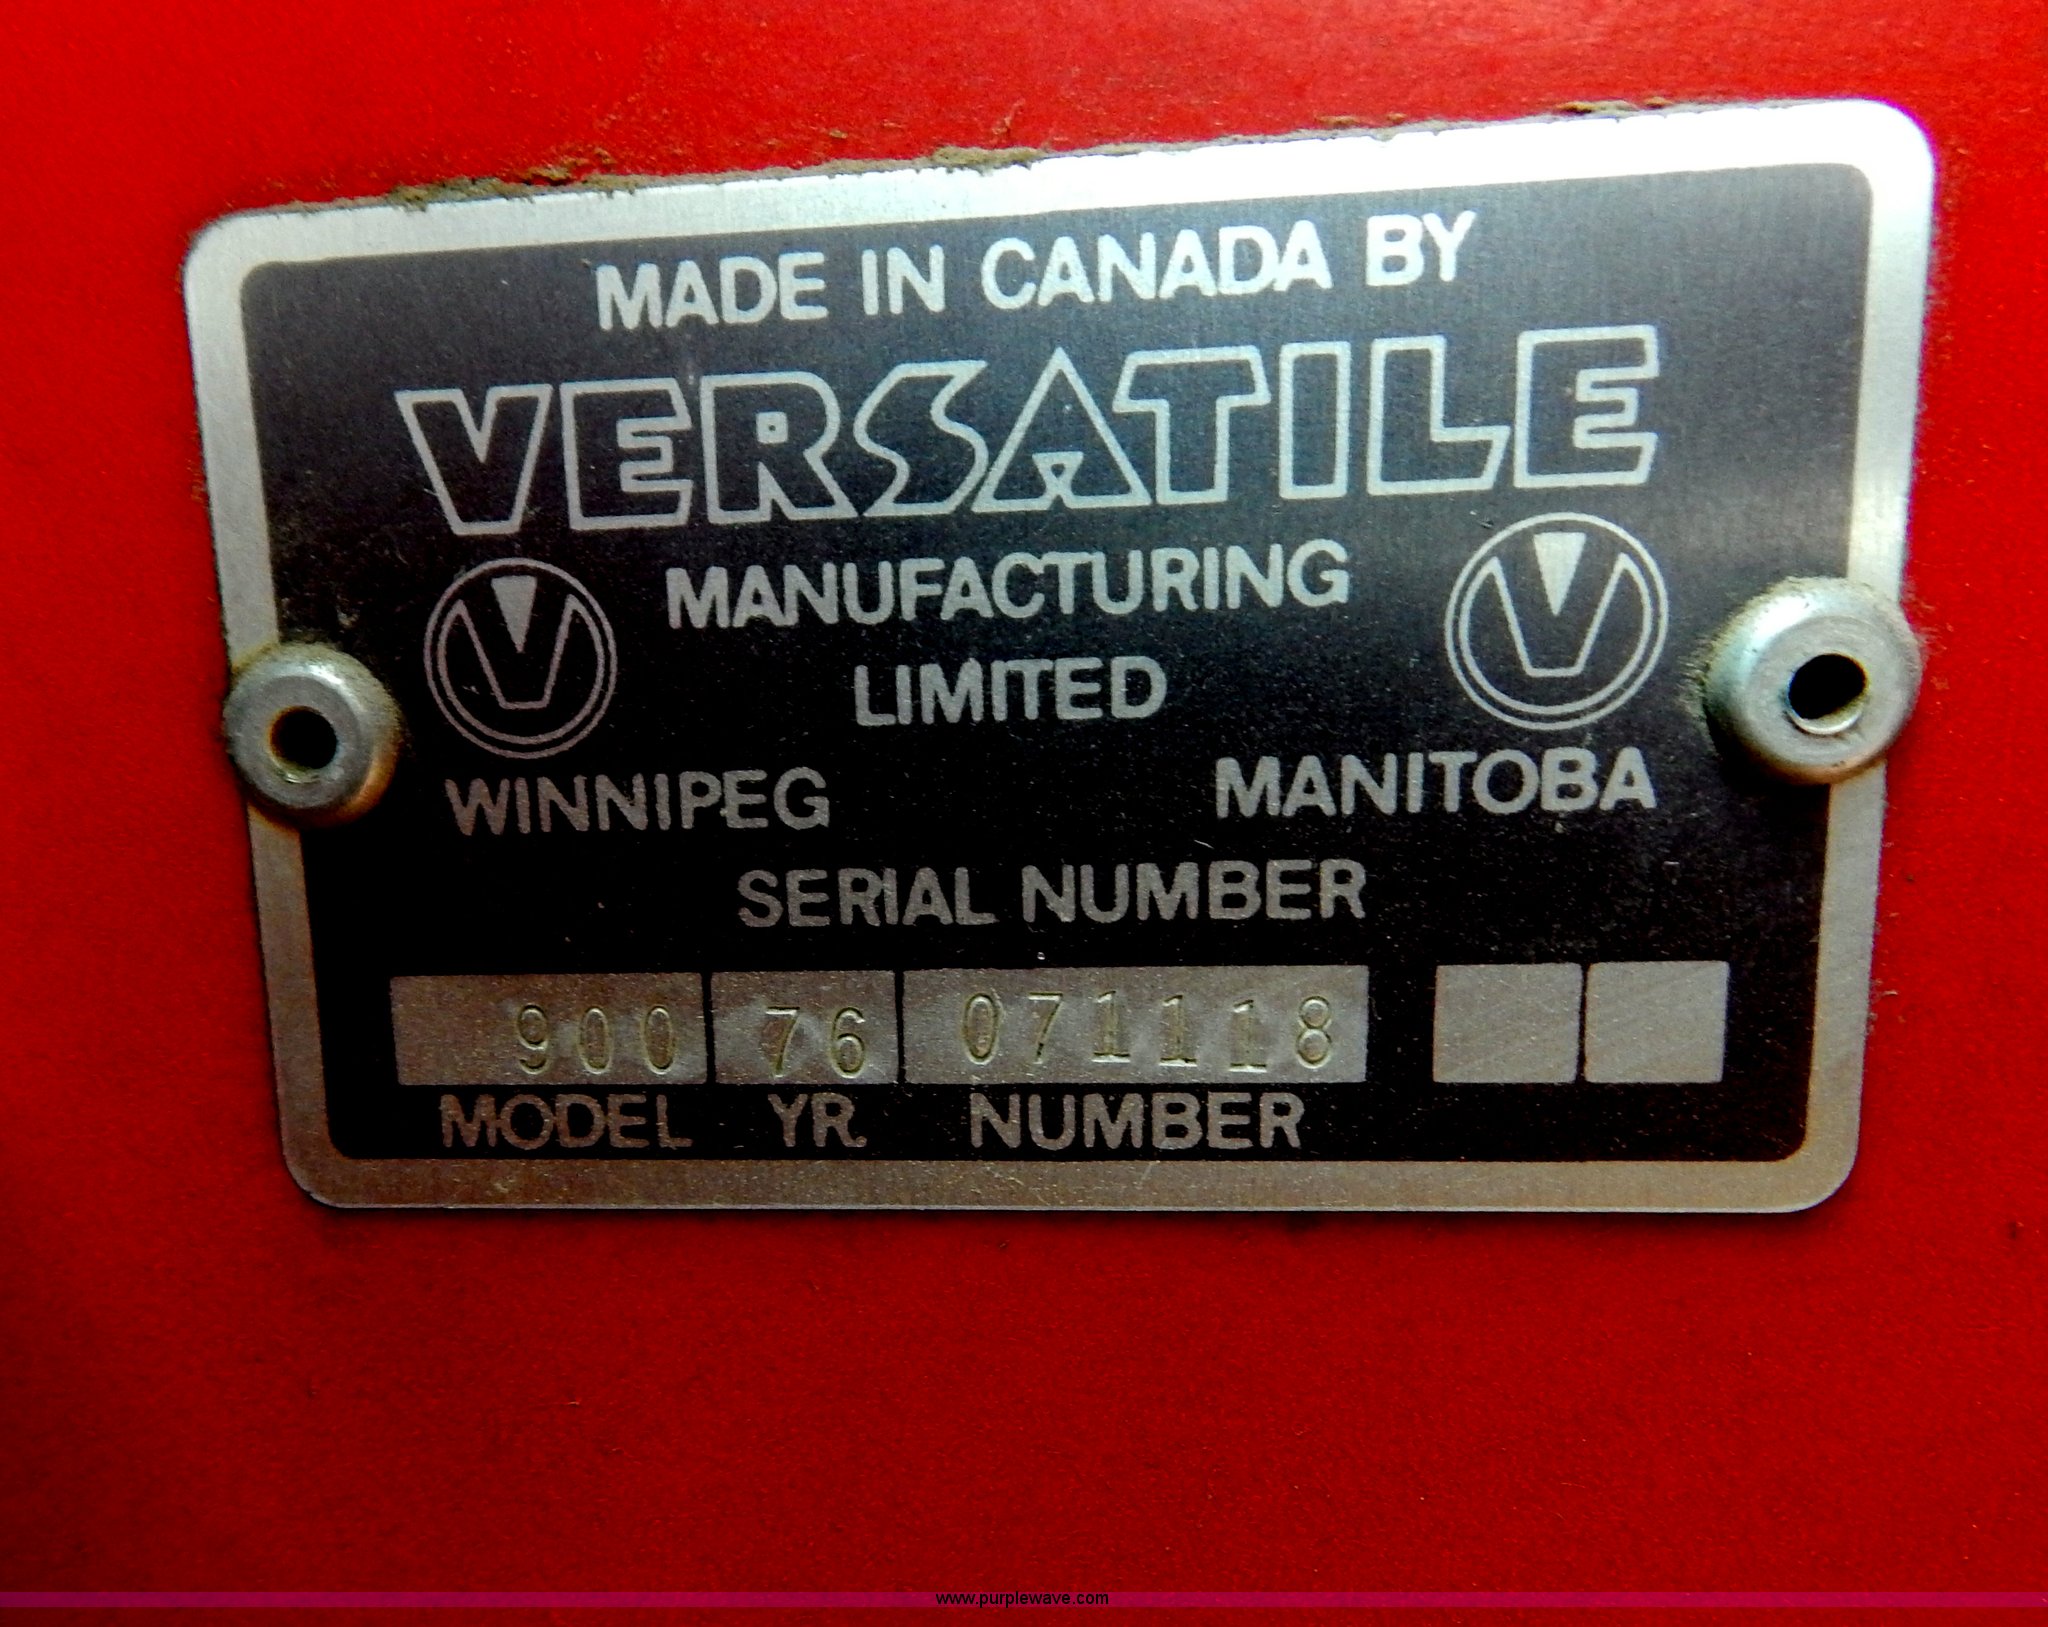 MADE IN CANADA BY
VERSATILE
MANUFACTURING
LIMITED
WINNIPEG MANITOBA
SERIAL NUMBER
900 76 071118
MODEL YR. NUMBER
www.purplewave.com